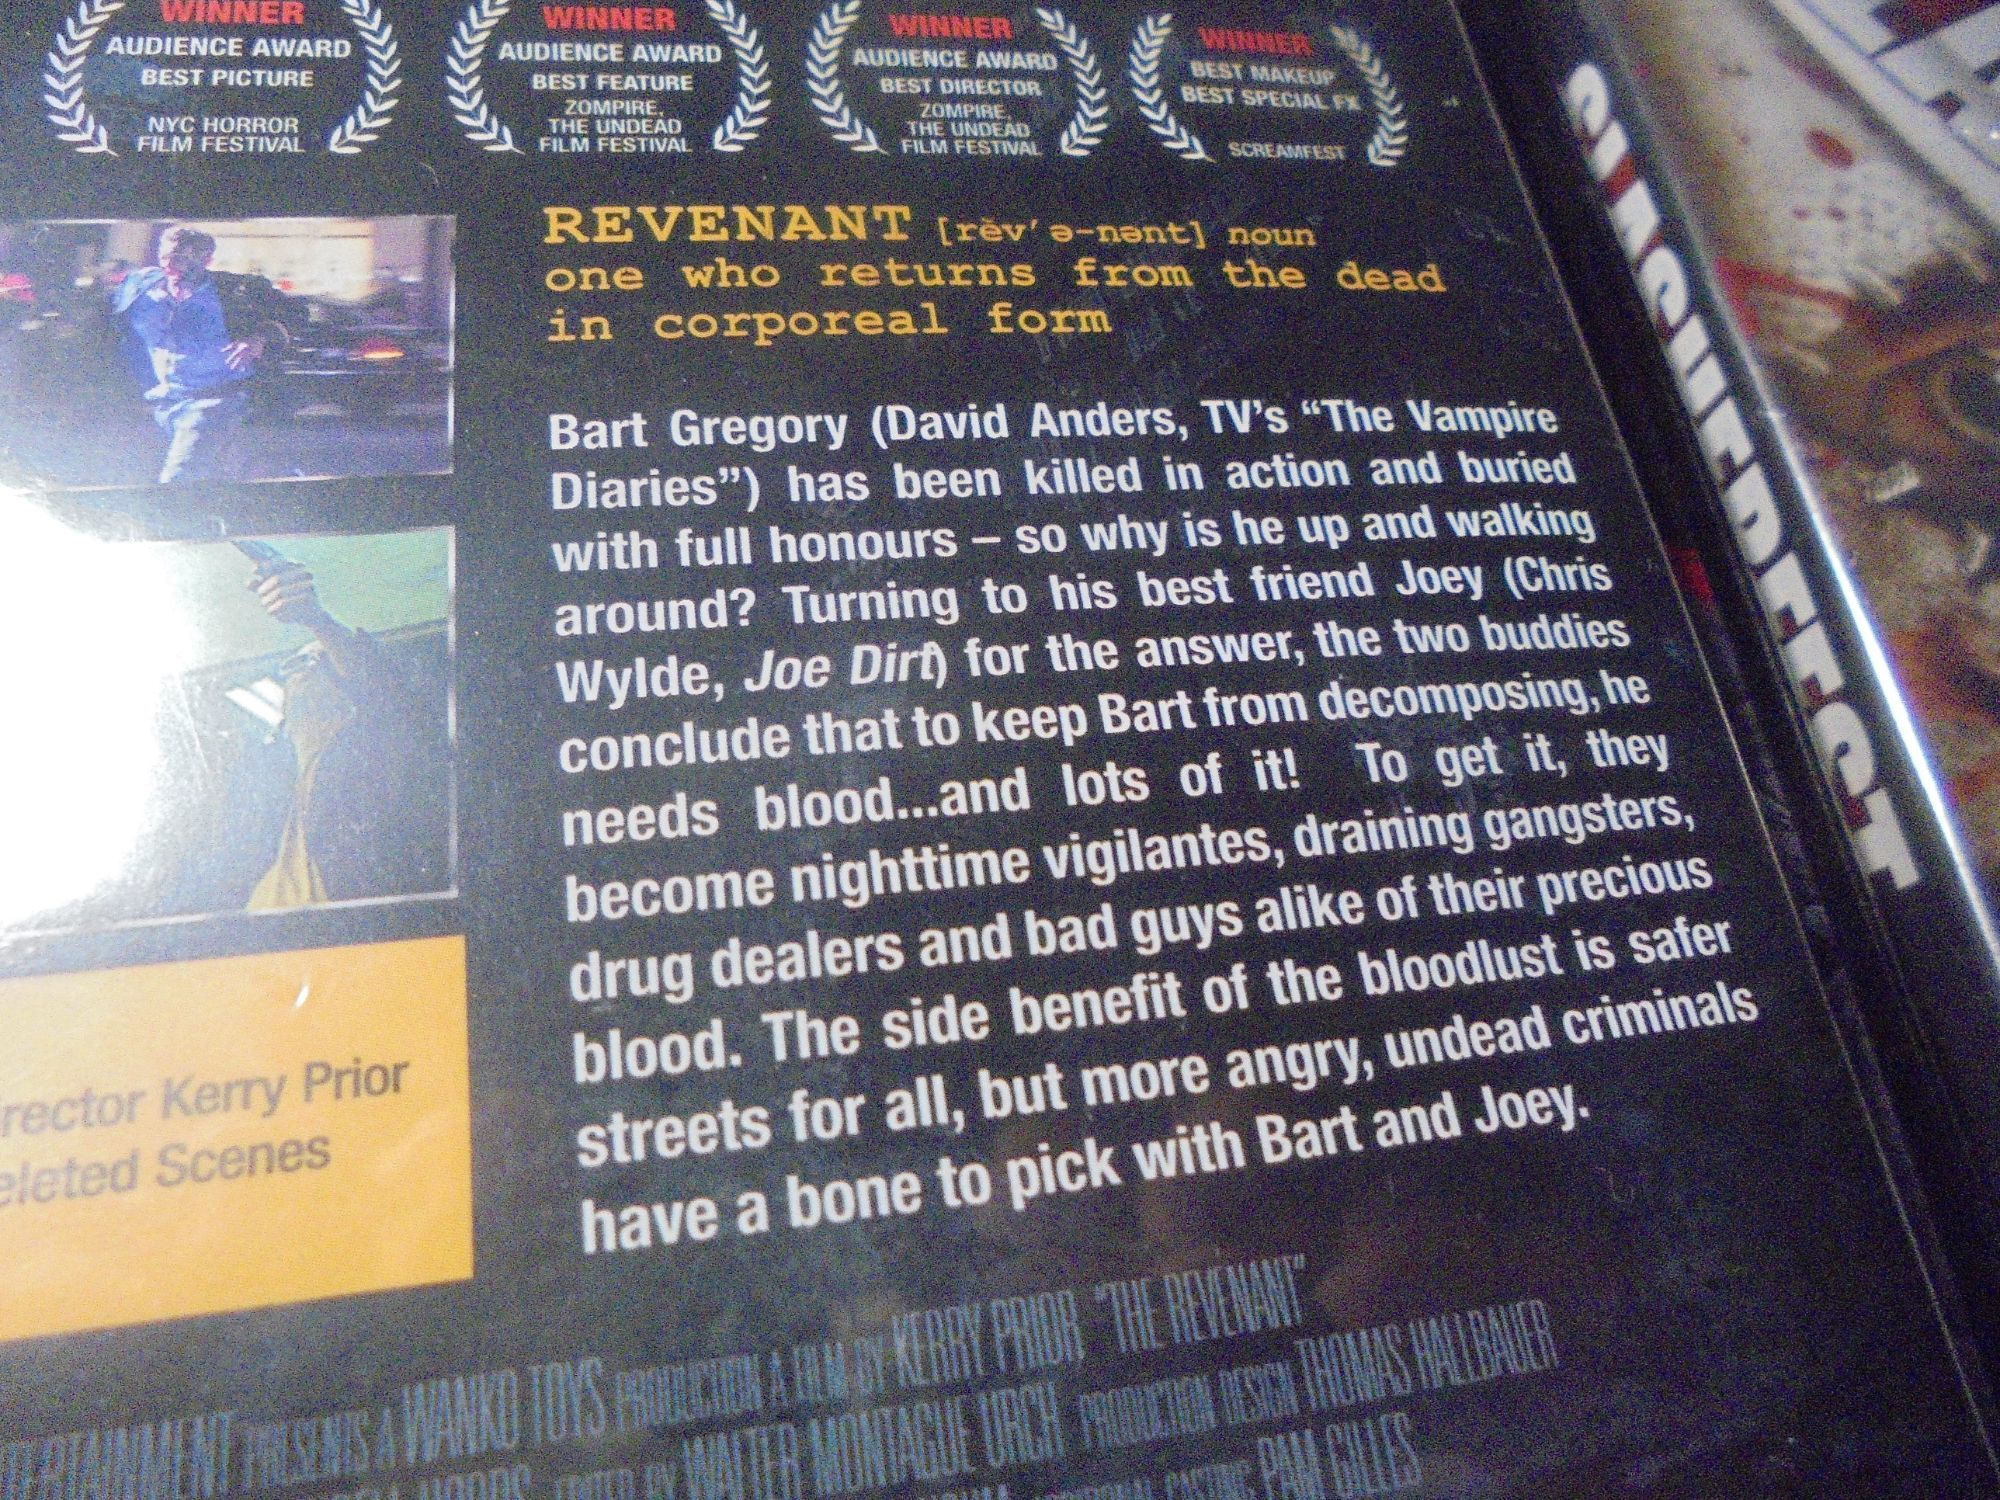 WINNER
AUDIENCE AWARD
BEST PICTURE
NYC HORROR
FILM FESTIVAL
WINNER
AUDIENCE AWARD
BEST FEATURE
ZOMPIRE,
THE UNDEAD
FILM FESTIVAL
WINNER
AUDIENCE AWARD
BEST DIRECTOR
ZOMPIRE,
THE UNDEAD
FILM FESTIVAL
WINNER
BEST MAKEUP
BEST SPECIAL FX
SCREAMFEST
REVENANT [rĕv′ə-nənt] noun
one who returns from the dead
in corporeal form
Bart Gregory (David Anders, TV’s “The Vampire
Diaries”) has been killed in action and buried
with full honours – so why is he up and walking
around? Turning to his best friend Joey (Chris
Wylde, Joe Dirt) for the answer, the two buddies
conclude that to keep Bart from decomposing, he
needs blood...and lots of it! To get it, they
become nighttime vigilantes, draining gangsters,
drug dealers and bad guys alike of their precious
blood. The side benefit of the bloodlust is safer
streets for all, but more angry, undead criminals
have a bone to pick with Bart and Joey.
rector Kerry Prior
eleted Scenes
ERTAINMENT PRESENTS A WANKO TOYS PRODUCTION A FILM BY KERRY PRIOR "THE REVENANT"
EDITED BY WALTER MONTAGUE URCH PRODUCTION DESIGN THOMAS HALLBAUER
CASTING PAM GILLES